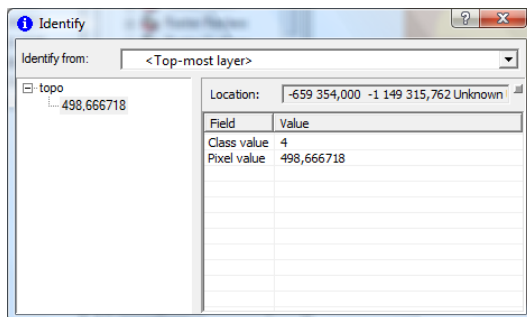 Identify
Identify from: <Top-most layer>
topo
498,666718
Location: -659 354,000 -1 149 315,762 Unknown
Field Value
Class value 4
Pixel value 498,666718